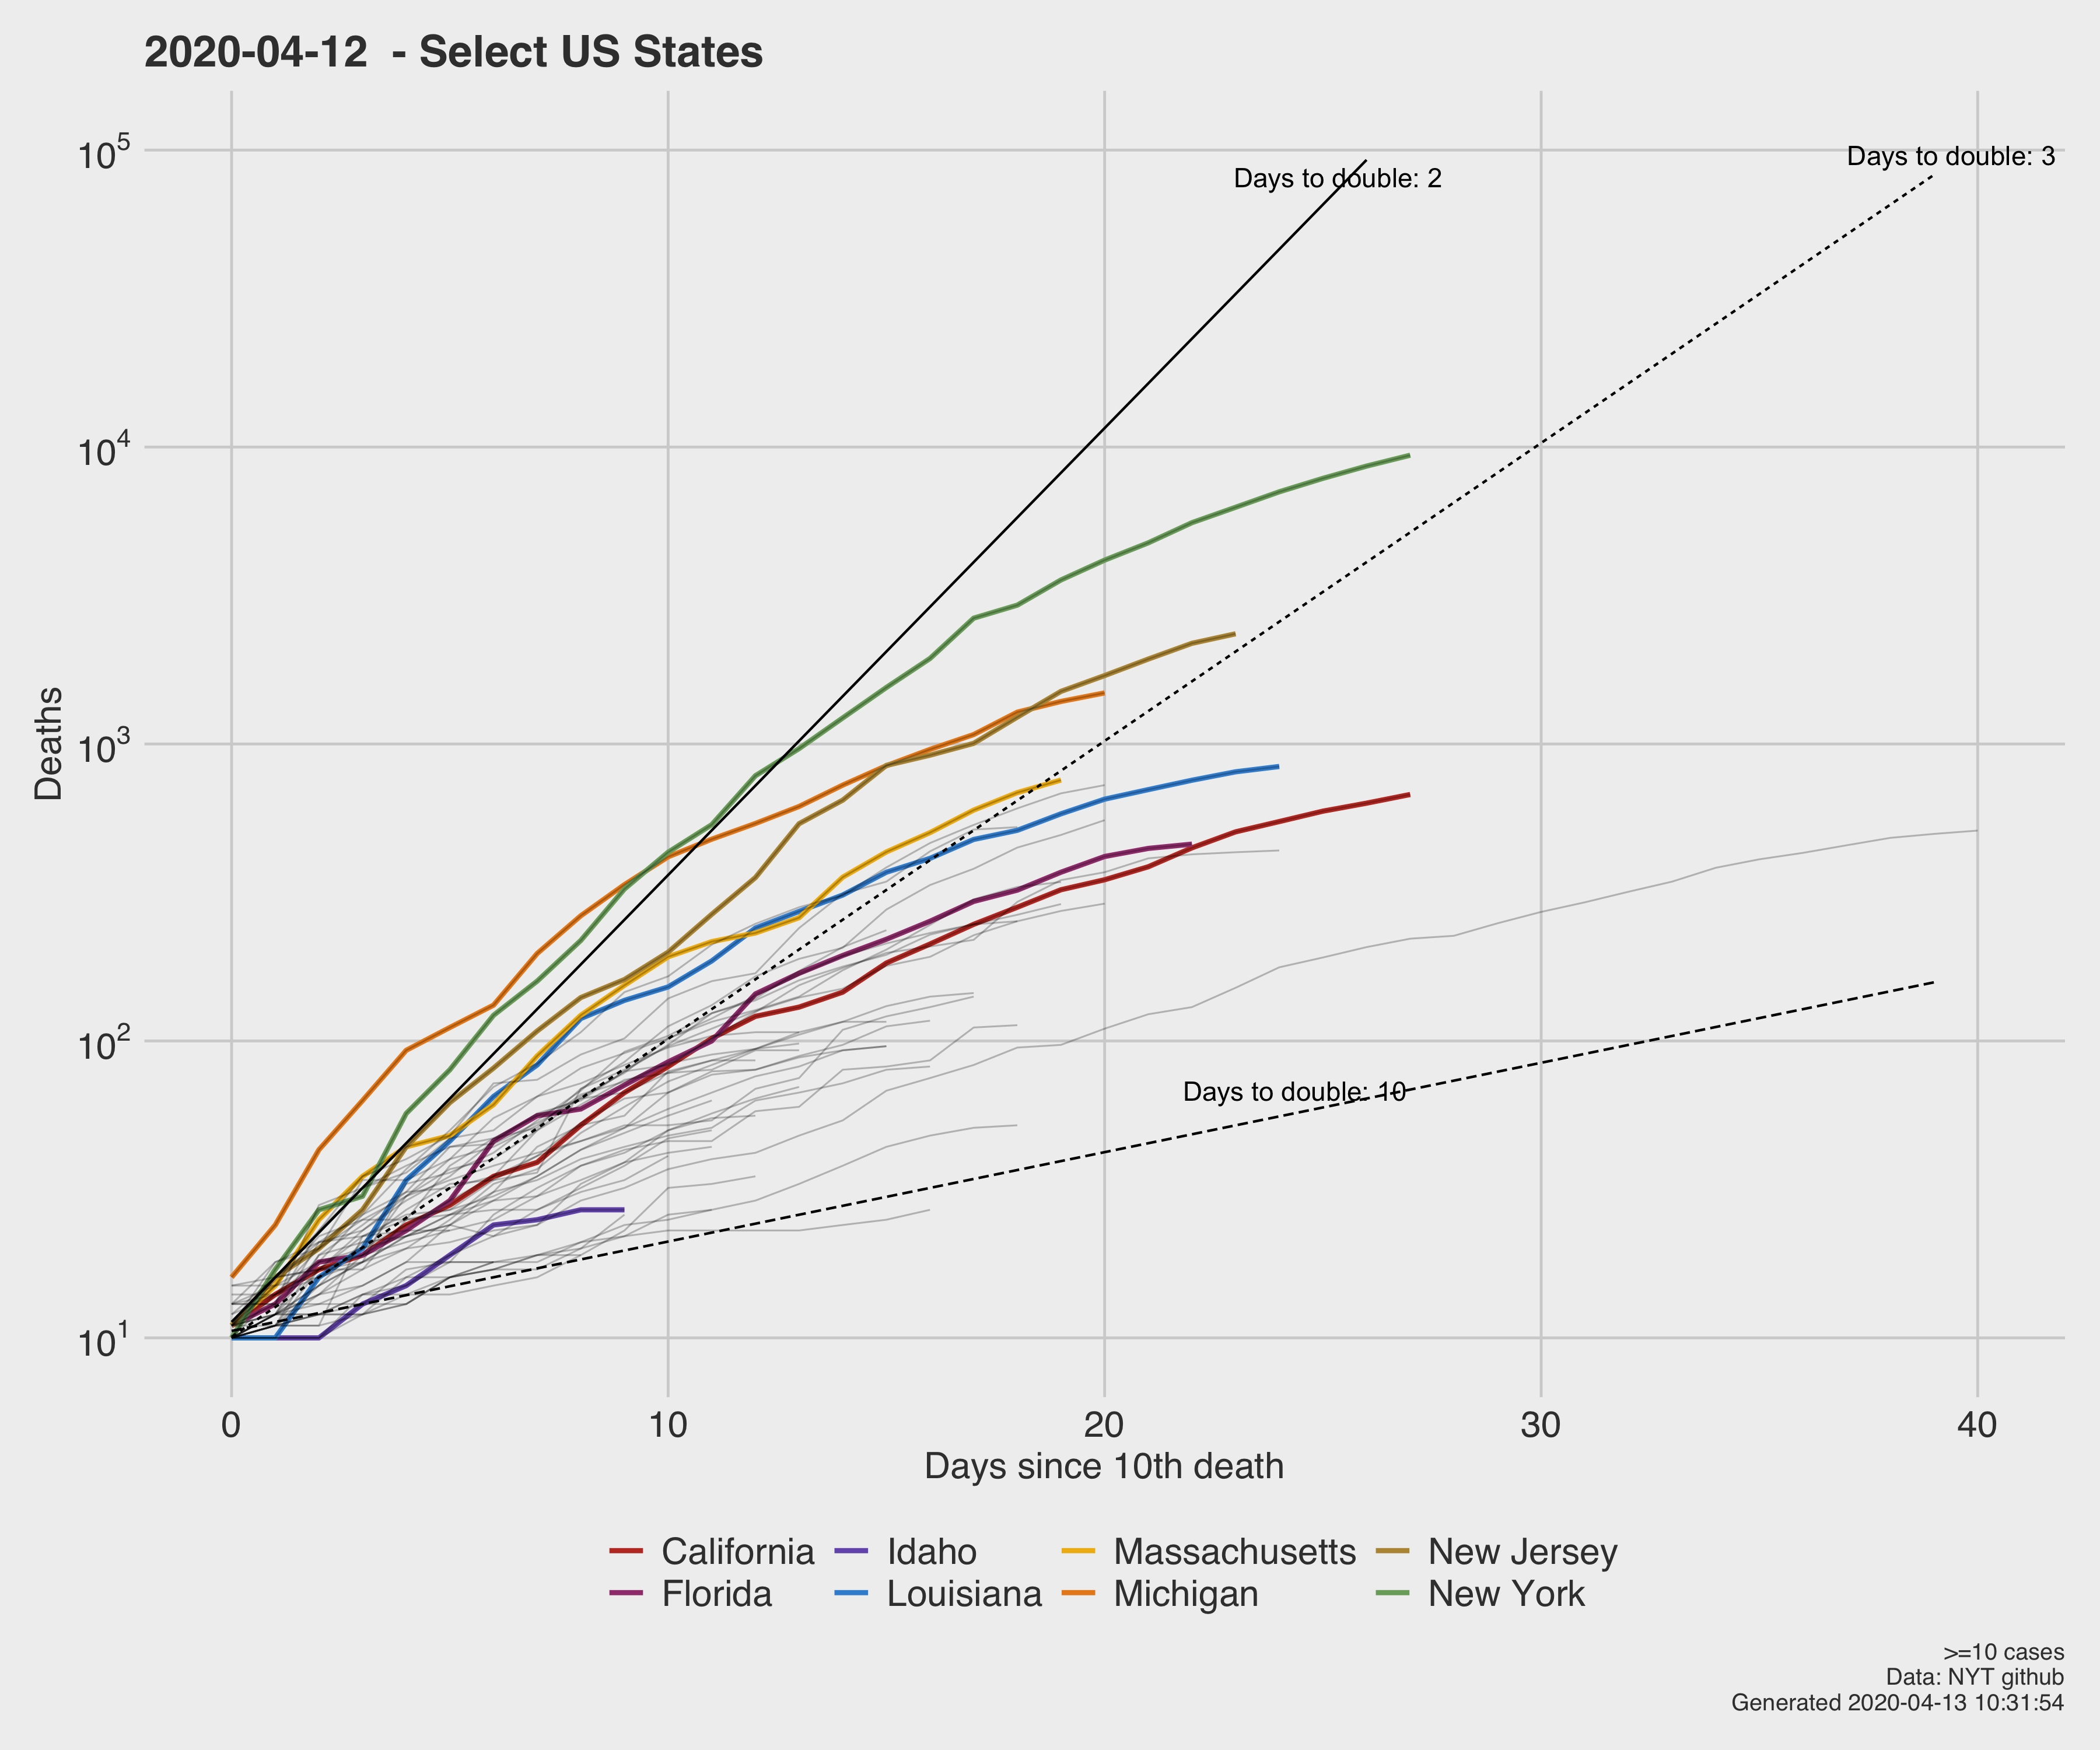 2020-04-12  - Select US States
Deaths
10^5
10^4
10^3
10^2
10^1
Days to double: 2
Days to double: 3
Days to double: 10
0 10 20 30 40
Days since 10th death
California Idaho Massachusetts New Jersey
Florida Louisiana Michigan New York
>=10 cases
Data: NYT github
Generated 2020-04-13 10:31:54